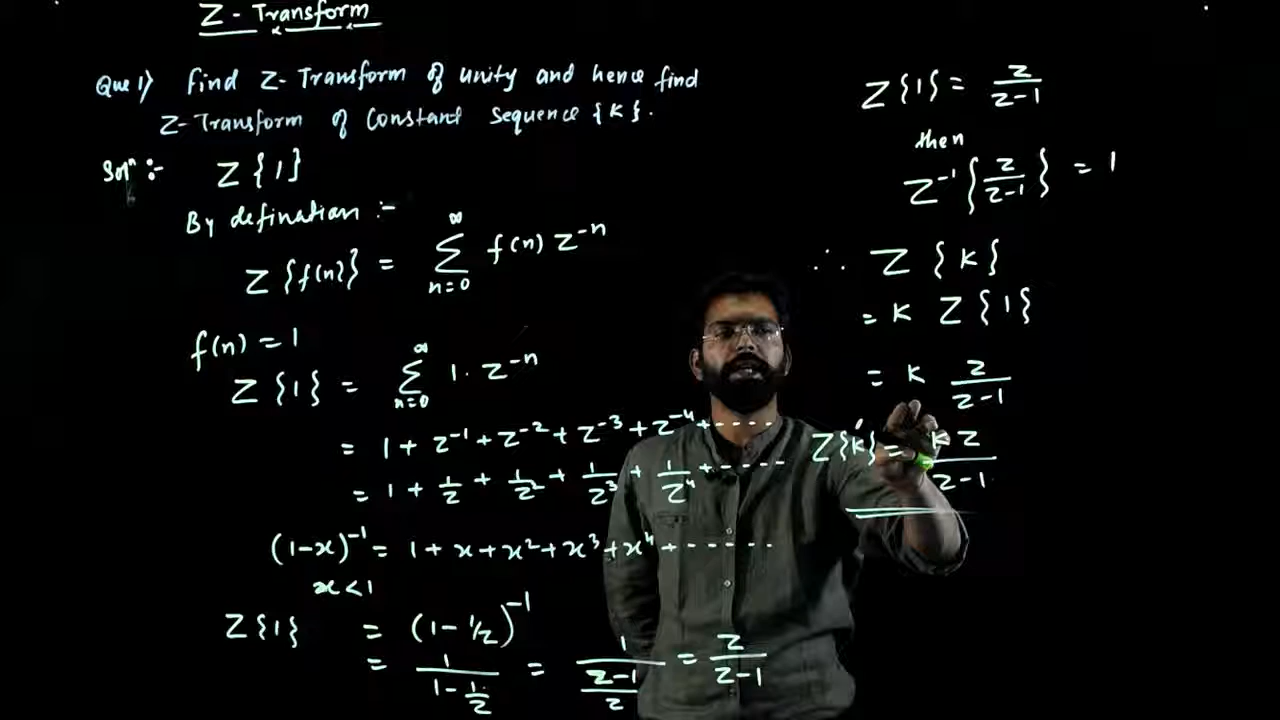 Z - Transform
Que 1) Find Z- Transform of unity and hence find
Z- Transform of Constant Sequence {K}.
Solⁿ :- Z {1}
By defination :-
Z {f(n)} = ∞ Σ n=0 f(n) z⁻ⁿ
f(n) = 1
Z {1} = ∞ Σ n=0 1. z⁻ⁿ
= 1 + z⁻¹ + z⁻² + z⁻³ + z⁻⁴ + ....
= 1 + 1/z + 1/z² + 1/z³ + 1/z⁴ + ....
(1-x)⁻¹ = 1 + x + x² + x³ + x⁴ + ......
x < 1
Z {1} = (1 - 1/z)⁻¹
= 1/(1 - 1/z) = 1/((z-1)/z) = z/(z-1)
Z {1} = z/(z-1)
then
Z⁻¹ {z/(z-1)} = 1
∴ Z {K}
= K Z {1}
= K z/(z-1)
Z{K} = K z/(z-1)